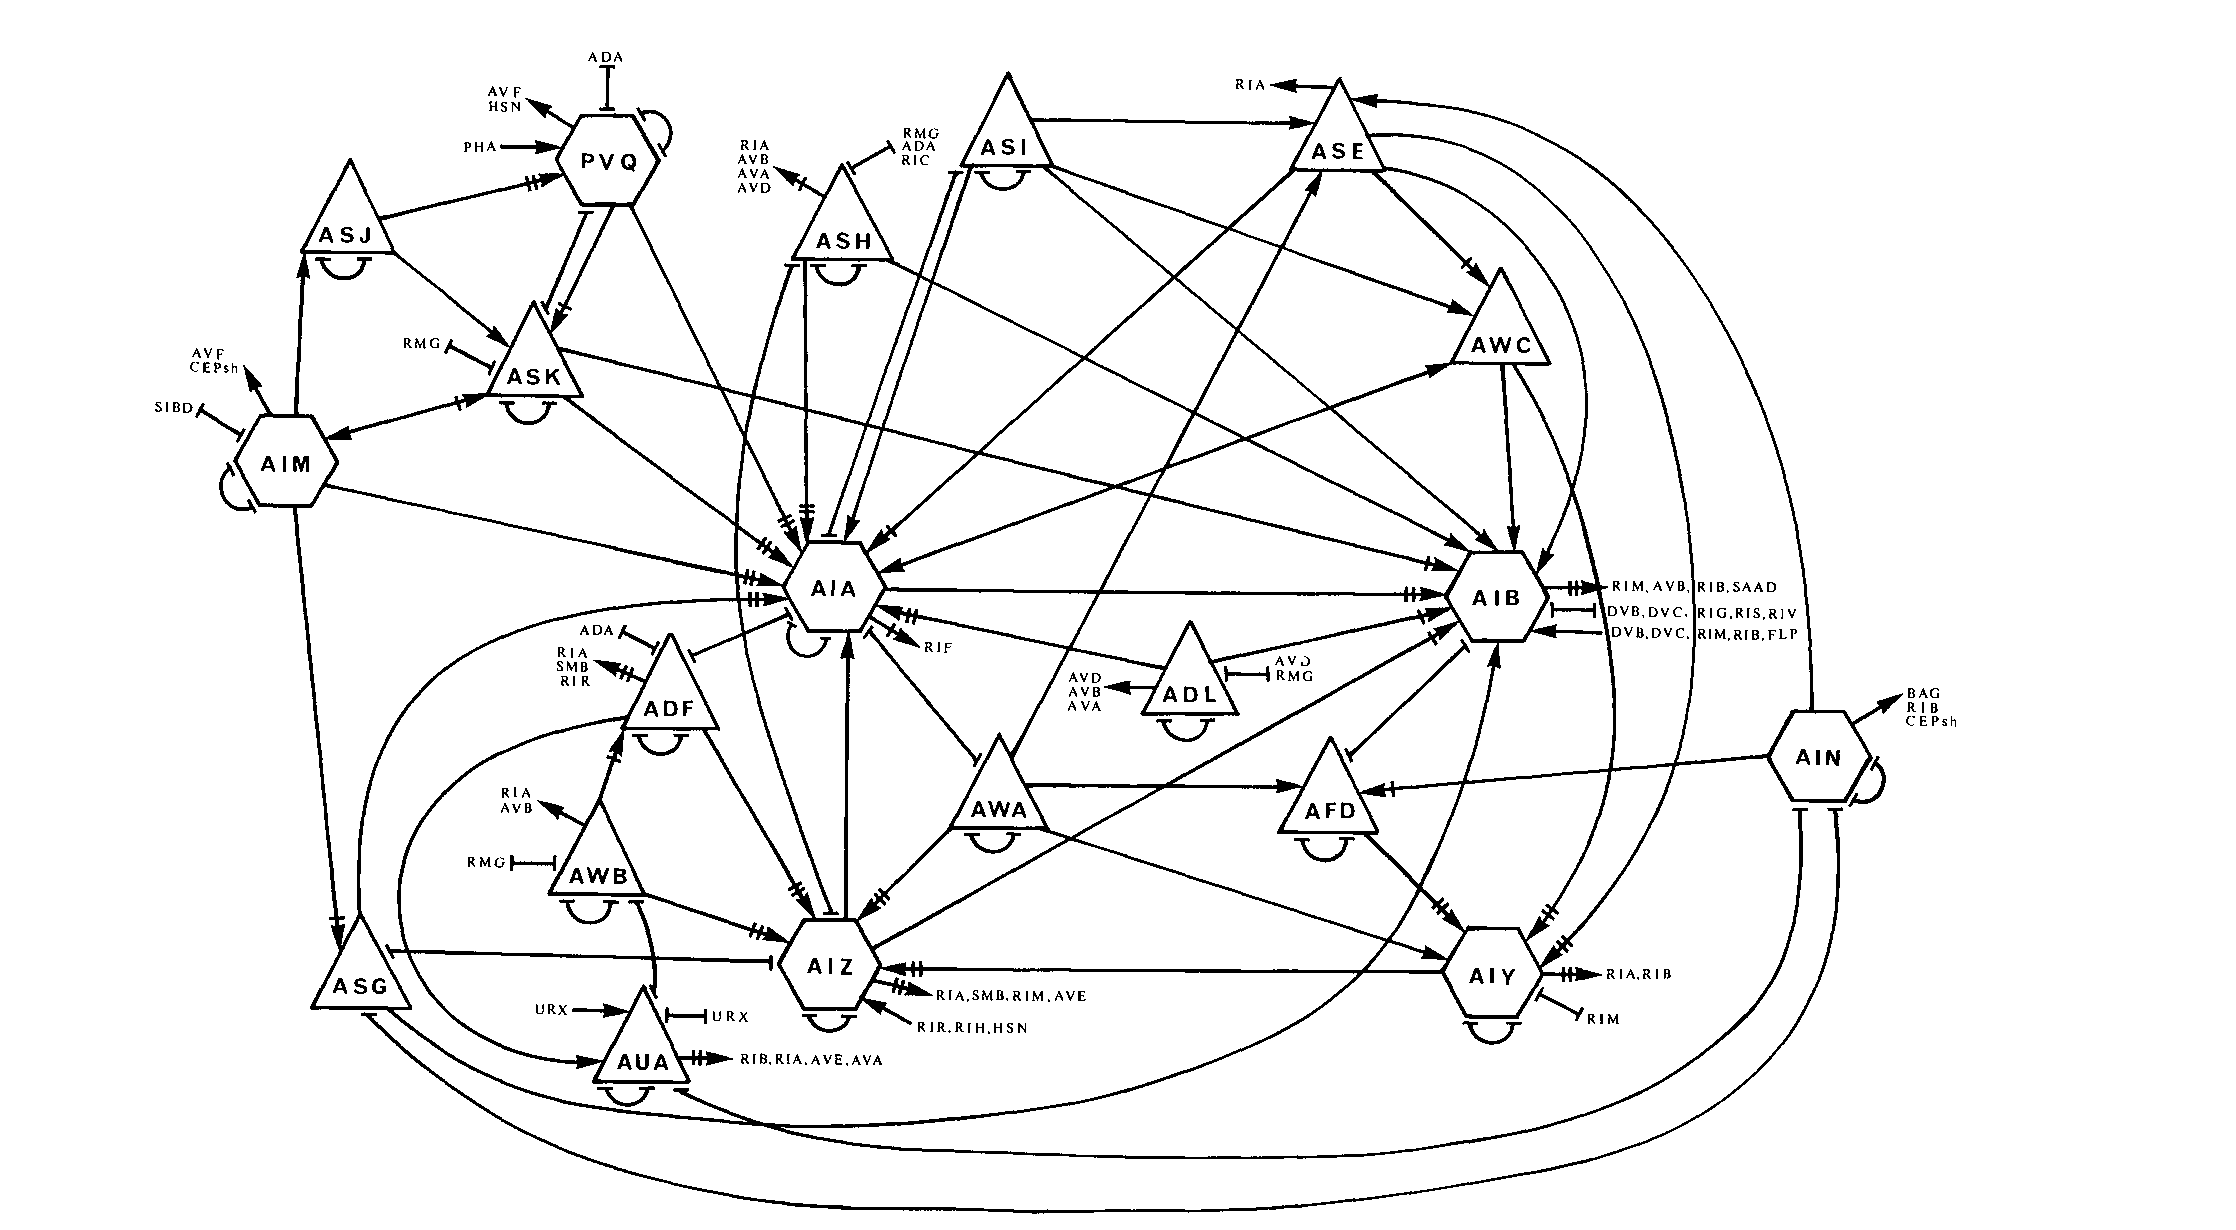 ADA
AVF
HSN
PHA
PVQ
RIA
AVB
AVA
AVD
RMG
ADA
RIC
ASI
RIA
ASE
ASJ
ASH
RMG
ASK
AWC
AVF
CEPsh
SIBD
AIM
AIA
AIB
RIM, AVB, RIB, SAAD
DVB, DVC, RIG, RIS, RIV
DVB, DVC, RIM, RIB, FLP
ADA
RIF
RIA
SMB
RIR
ADF
AVD
AVB
AVA
ADL
AVD
RMG
BAG
RIB
CEPsh
AIN
RIA
AVB
AWA
AFD
RMG
AWB
AIZ
AIY
RIA, RIB
ASG
RIA, SMB, RIM, AVE
URX
URX
RIM
RIR, RIH, HSN
AUA
RIB, RIA, AVE, AVA